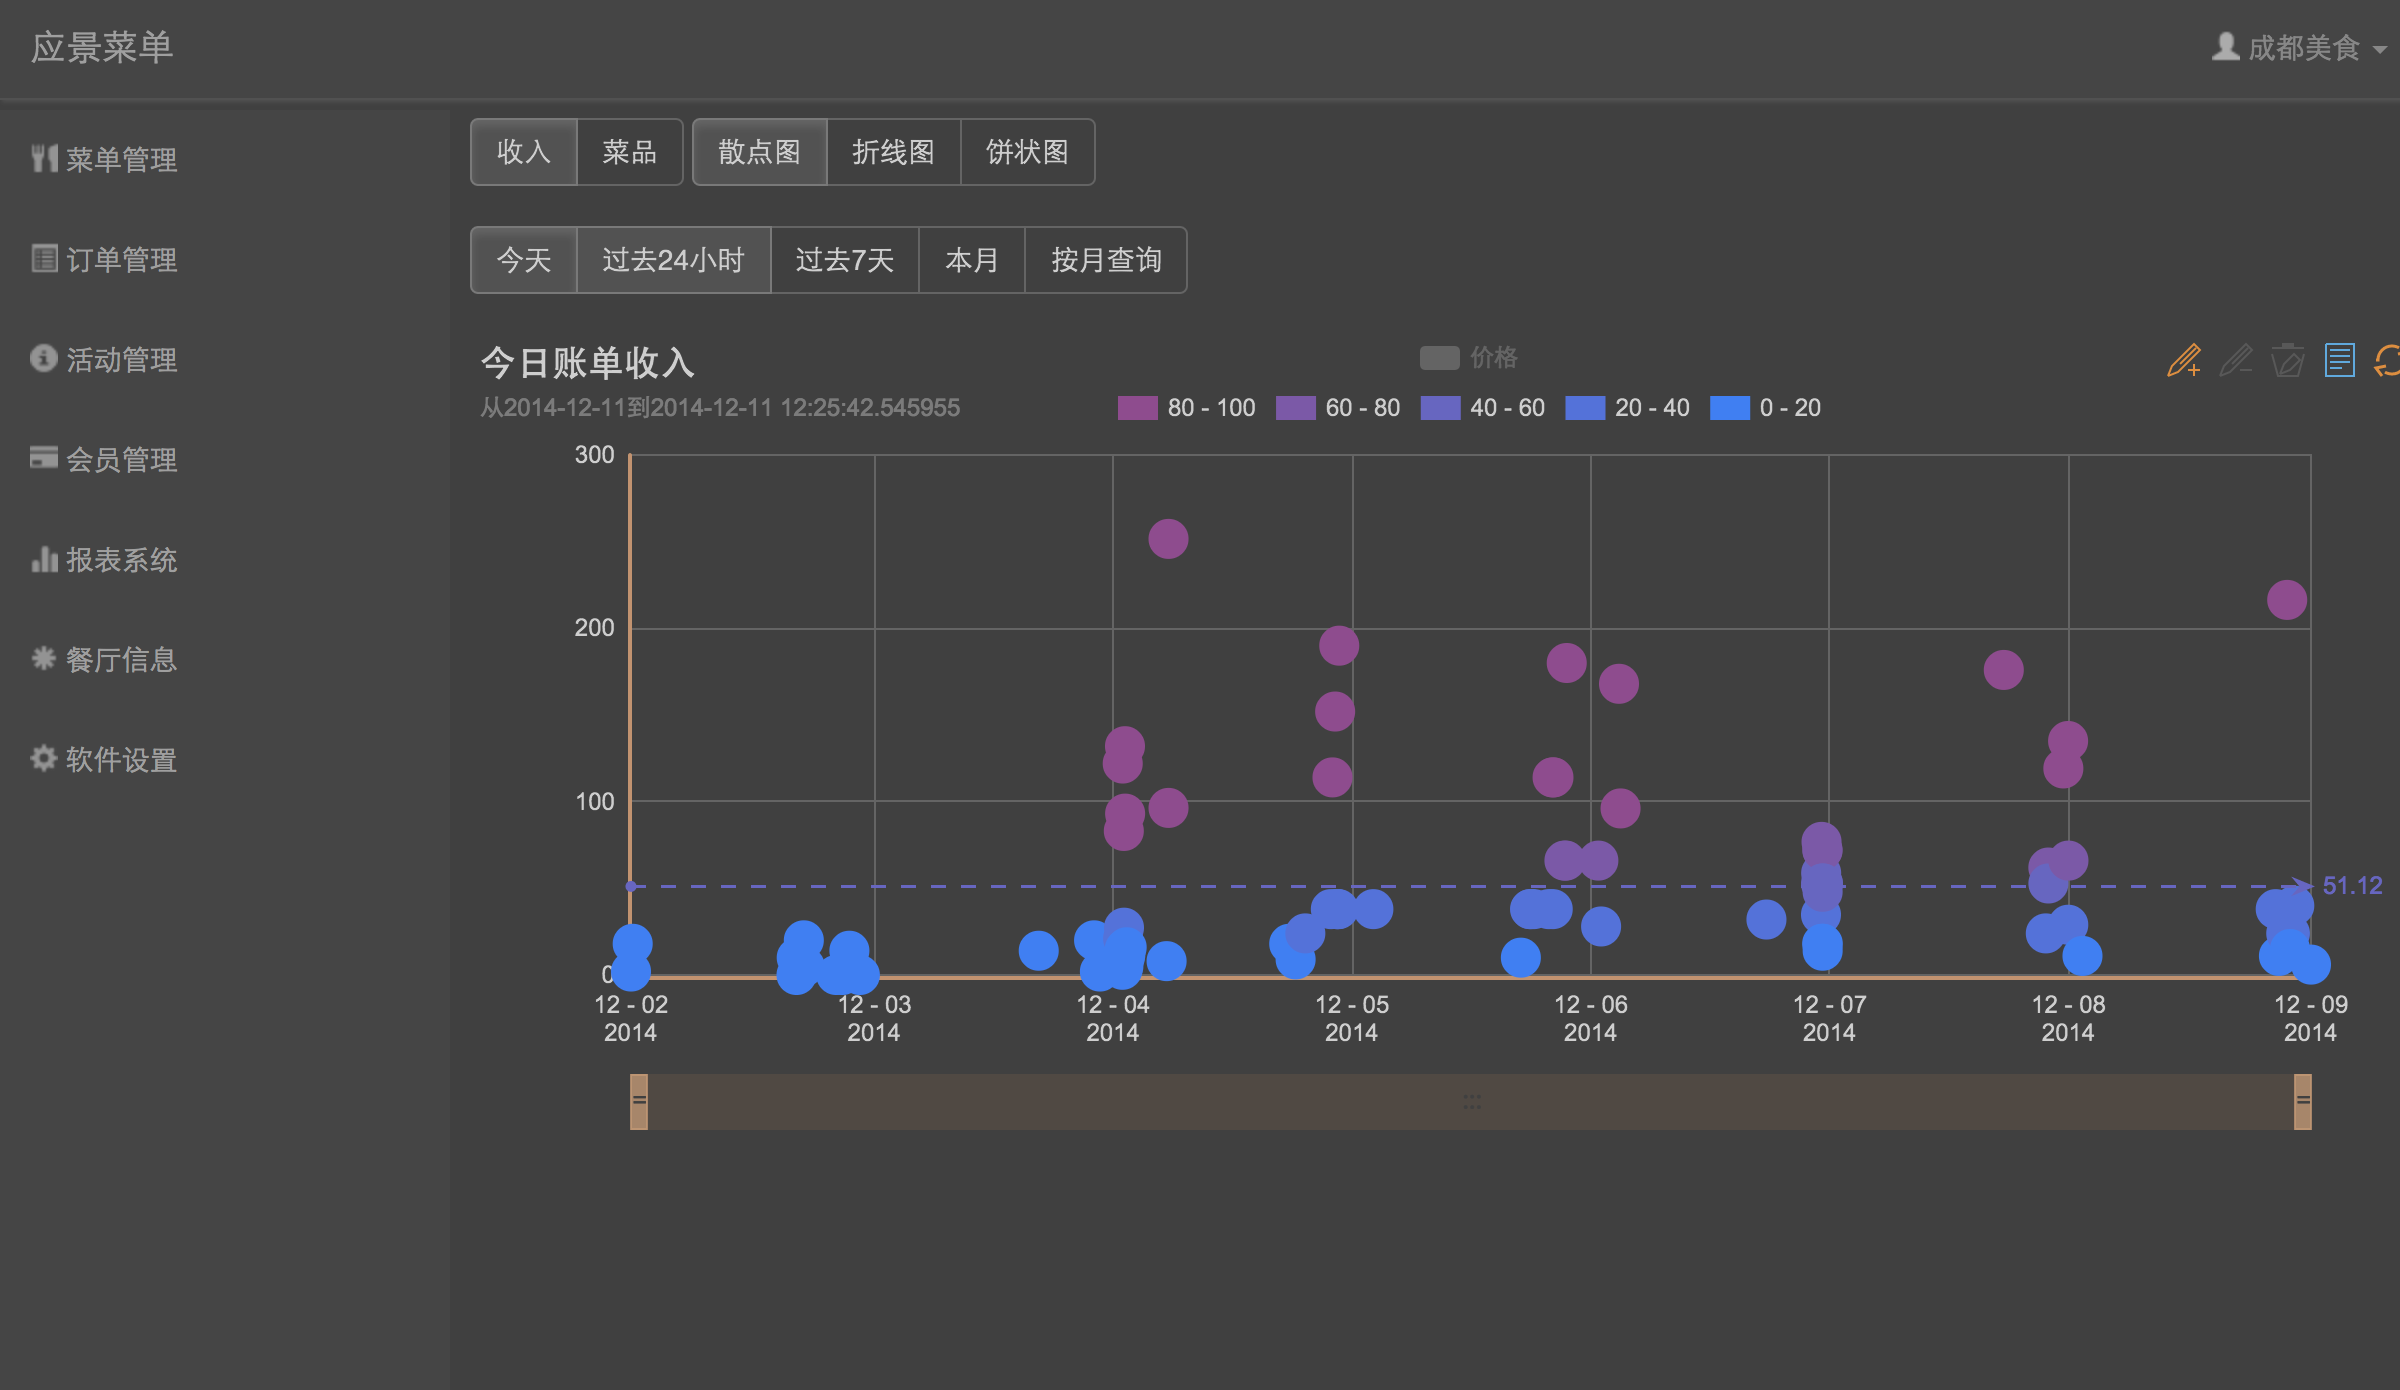 应景菜单
成都美食
菜单管理
订单管理
活动管理
会员管理
报表系统
餐厅信息
软件设置
收入 菜品 散点图 折线图 饼状图
今天 过去24小时 过去7天 本月 按月查询
今日账单收入
价格
从2014-12-11到2014-12-11 12:25:42.545955
80 - 100 60 - 80 40 - 60 20 - 40 0 - 20
300
200
100
51.12
0
12 - 02 12 - 03 12 - 04 12 - 05 12 - 06 12 - 07 12 - 08 12 - 09
2014 2014 2014 2014 2014 2014 2014 2014